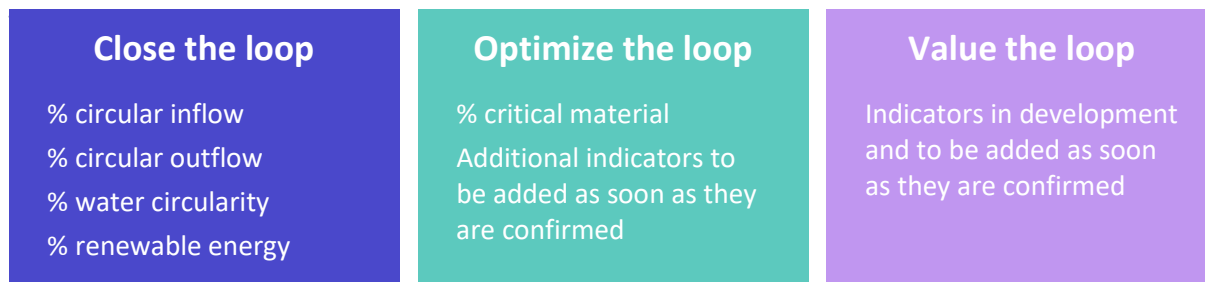 Close the loop
% circular inflow
% circular outflow
% water circularity
% renewable energy
Optimize the loop
% critical material
Additional indicators to
be added as soon as they
are confirmed
Value the loop
Indicators in development
and to be added as soon
as they are confirmed